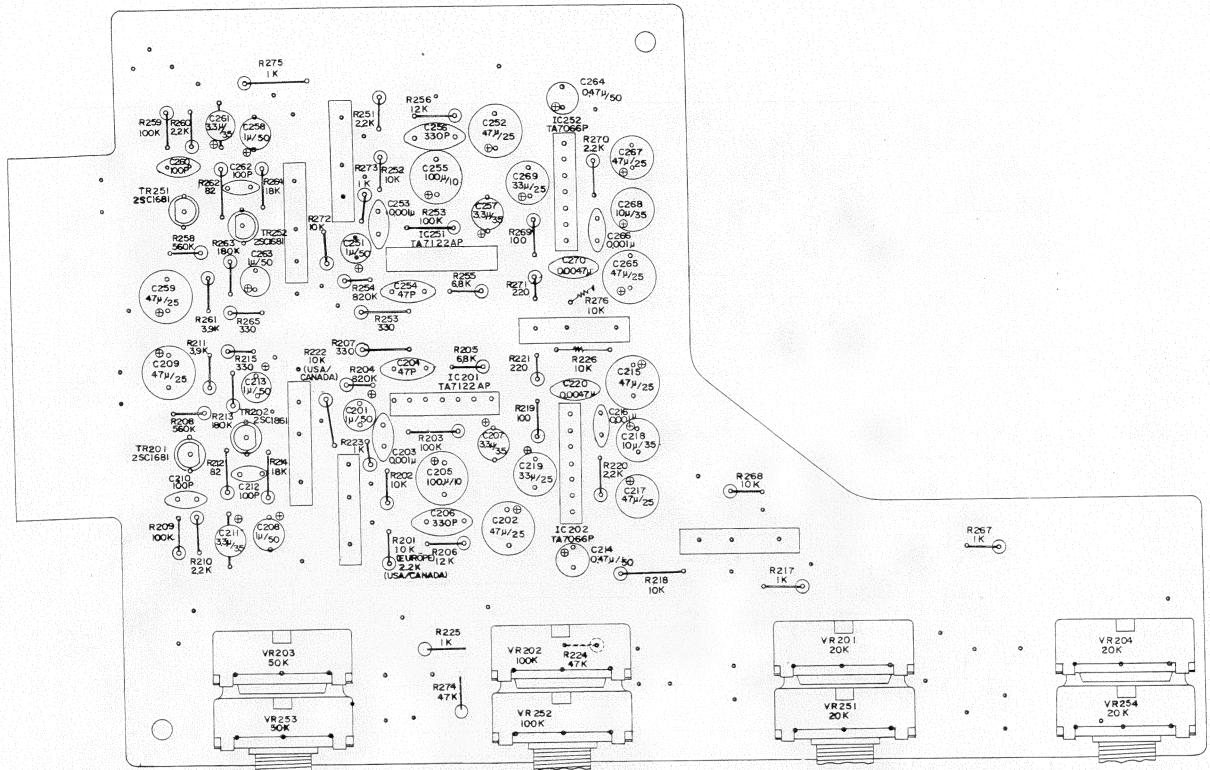 R275
1K
C264
0.47μ/50
R259
100K
R260
2.2K
C261
3.3μ/35
C258
1μ/50
R251
2.2K
R256
12K
C256
330P
C252
47μ/25
IC252
TA7066P
R270
2.2K
C267
47μ/25
C260
100P
C262
100P
R262
82
R264
18K
R273
1K
R252
10K
C255
100μ/10
C269
33μ/25
TR251
2SC1681
C253
0.001μ
R253
100K
C257
3.3μ/35
C268
10μ/35
R272
10K
TR252
2SC1681
IC251
TA7122AP
R269
100
C266
0.001μ
R258
560K
R263
180K
C263
1μ/50
C251
1μ/50
C270
0.0047μ
C265
47μ/25
C259
47μ/25
R254
820K
C254
47P
R255
6.8K
R271
220
R276
10K
R261
3.9K
R265
330
R253
330
R211
3.9K
R215
330
R222
10K
(USA/
CANADA)
R207
330
R205
6.8K
R221
220
R226
10K
C209
47μ/25
C213
1μ/50
R204
820K
C204
47P
IC201
TA7122AP
C220
0.0047μ
C215
47μ/25
R208
560K
R213
180K
TR202
2SC1861
C201
1μ/50
R219
100
C216
0.001μ
TR201
2SC1681
R223
1K
C203
0.001μ
R203
100K
C207
3.3μ/35
C218
10μ/35
R212
82
R214
18K
C210
100P
C212
100P
R202
10K
C205
100μ/10
C219
33μ/25
R220
2.2K
C217
47μ/25
R268
10K
R209
100K
R210
2.2K
C211
3.3μ/35
C208
1μ/50
C206
330P
C202
47μ/25
IC202
TA7066P
R201
10K
(EUROPE)
2.2K
(USA/CANADA)
R206
12K
C214
0.47μ/50
R267
1K
R218
10K
R217
1K
R225
1K
VR203
50K
VR202
100K
R224
47K
VR201
20K
VR204
20K
R274
47K
VR253
50K
VR252
100K
VR251
20K
VR254
20K